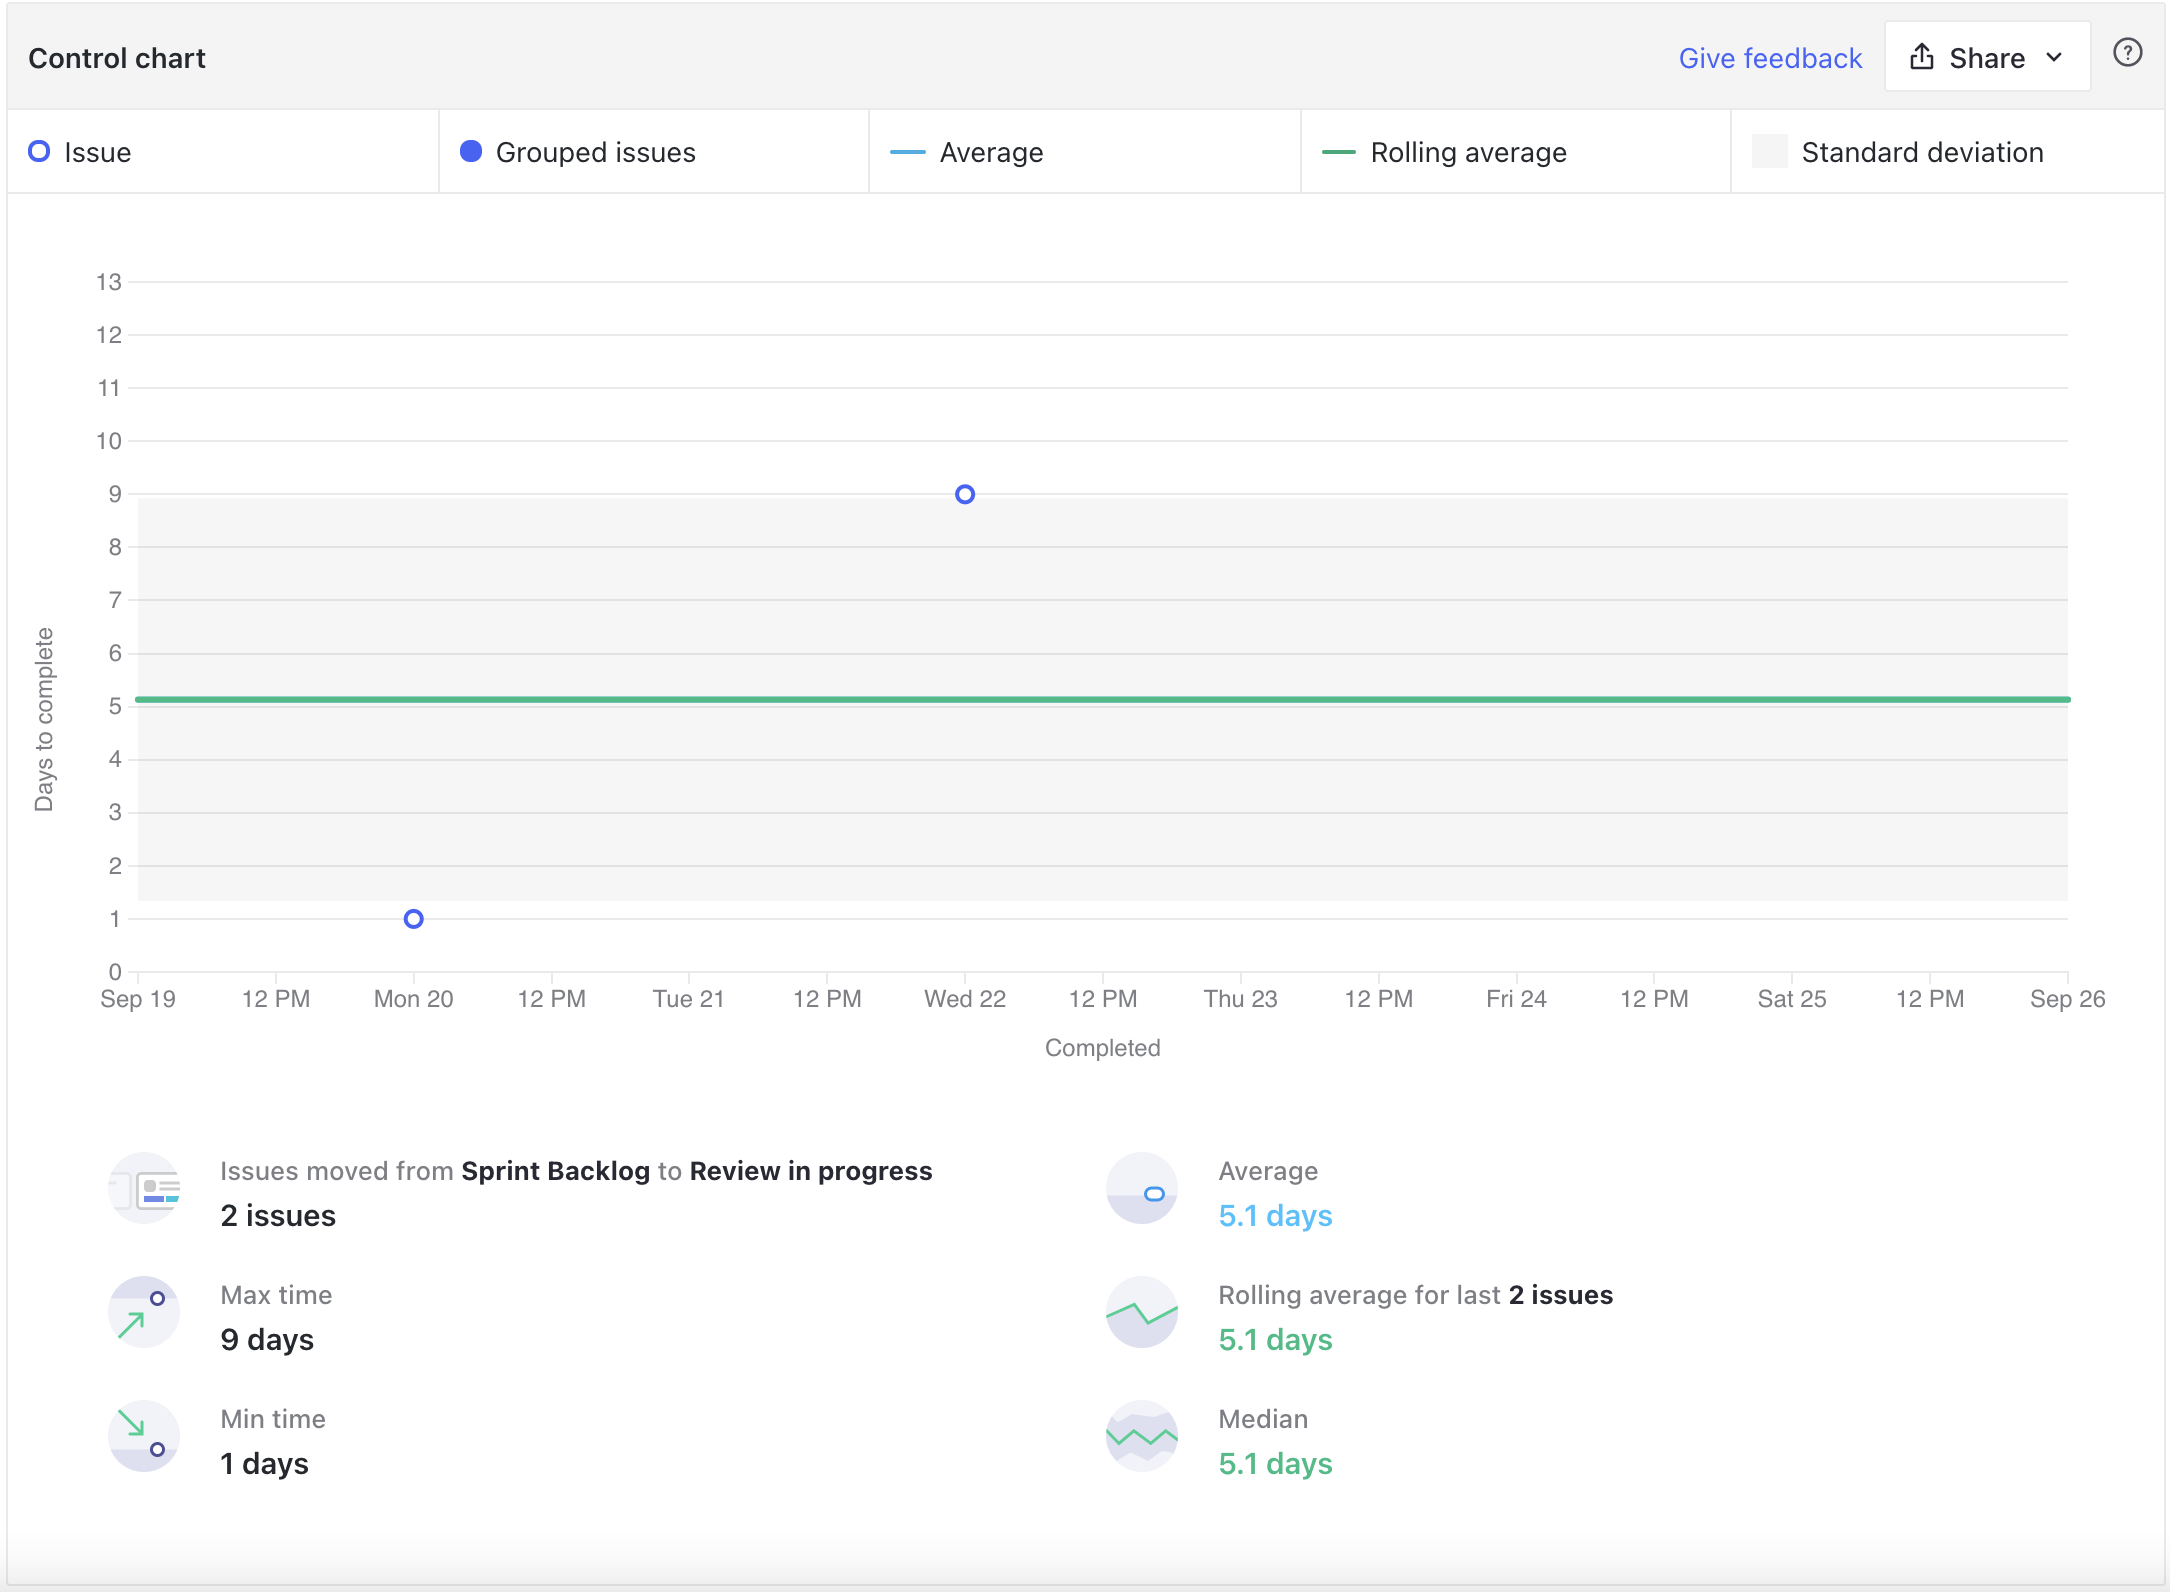 Control chart
Give feedback
Share
?
Issue
Grouped issues
Average
Rolling average
Standard deviation
13
12
11
10
9
8
7
6
5
4
3
2
1
0
Days to complete
Sep 19 12 PM Mon 20 12 PM Tue 21 12 PM Wed 22 12 PM Thu 23 12 PM Fri 24 12 PM Sat 25 12 PM Sep 26
Completed
Issues moved from Sprint Backlog to Review in progress
2 issues
Average
5.1 days
Max time
9 days
Rolling average for last 2 issues
5.1 days
Min time
1 days
Median
5.1 days